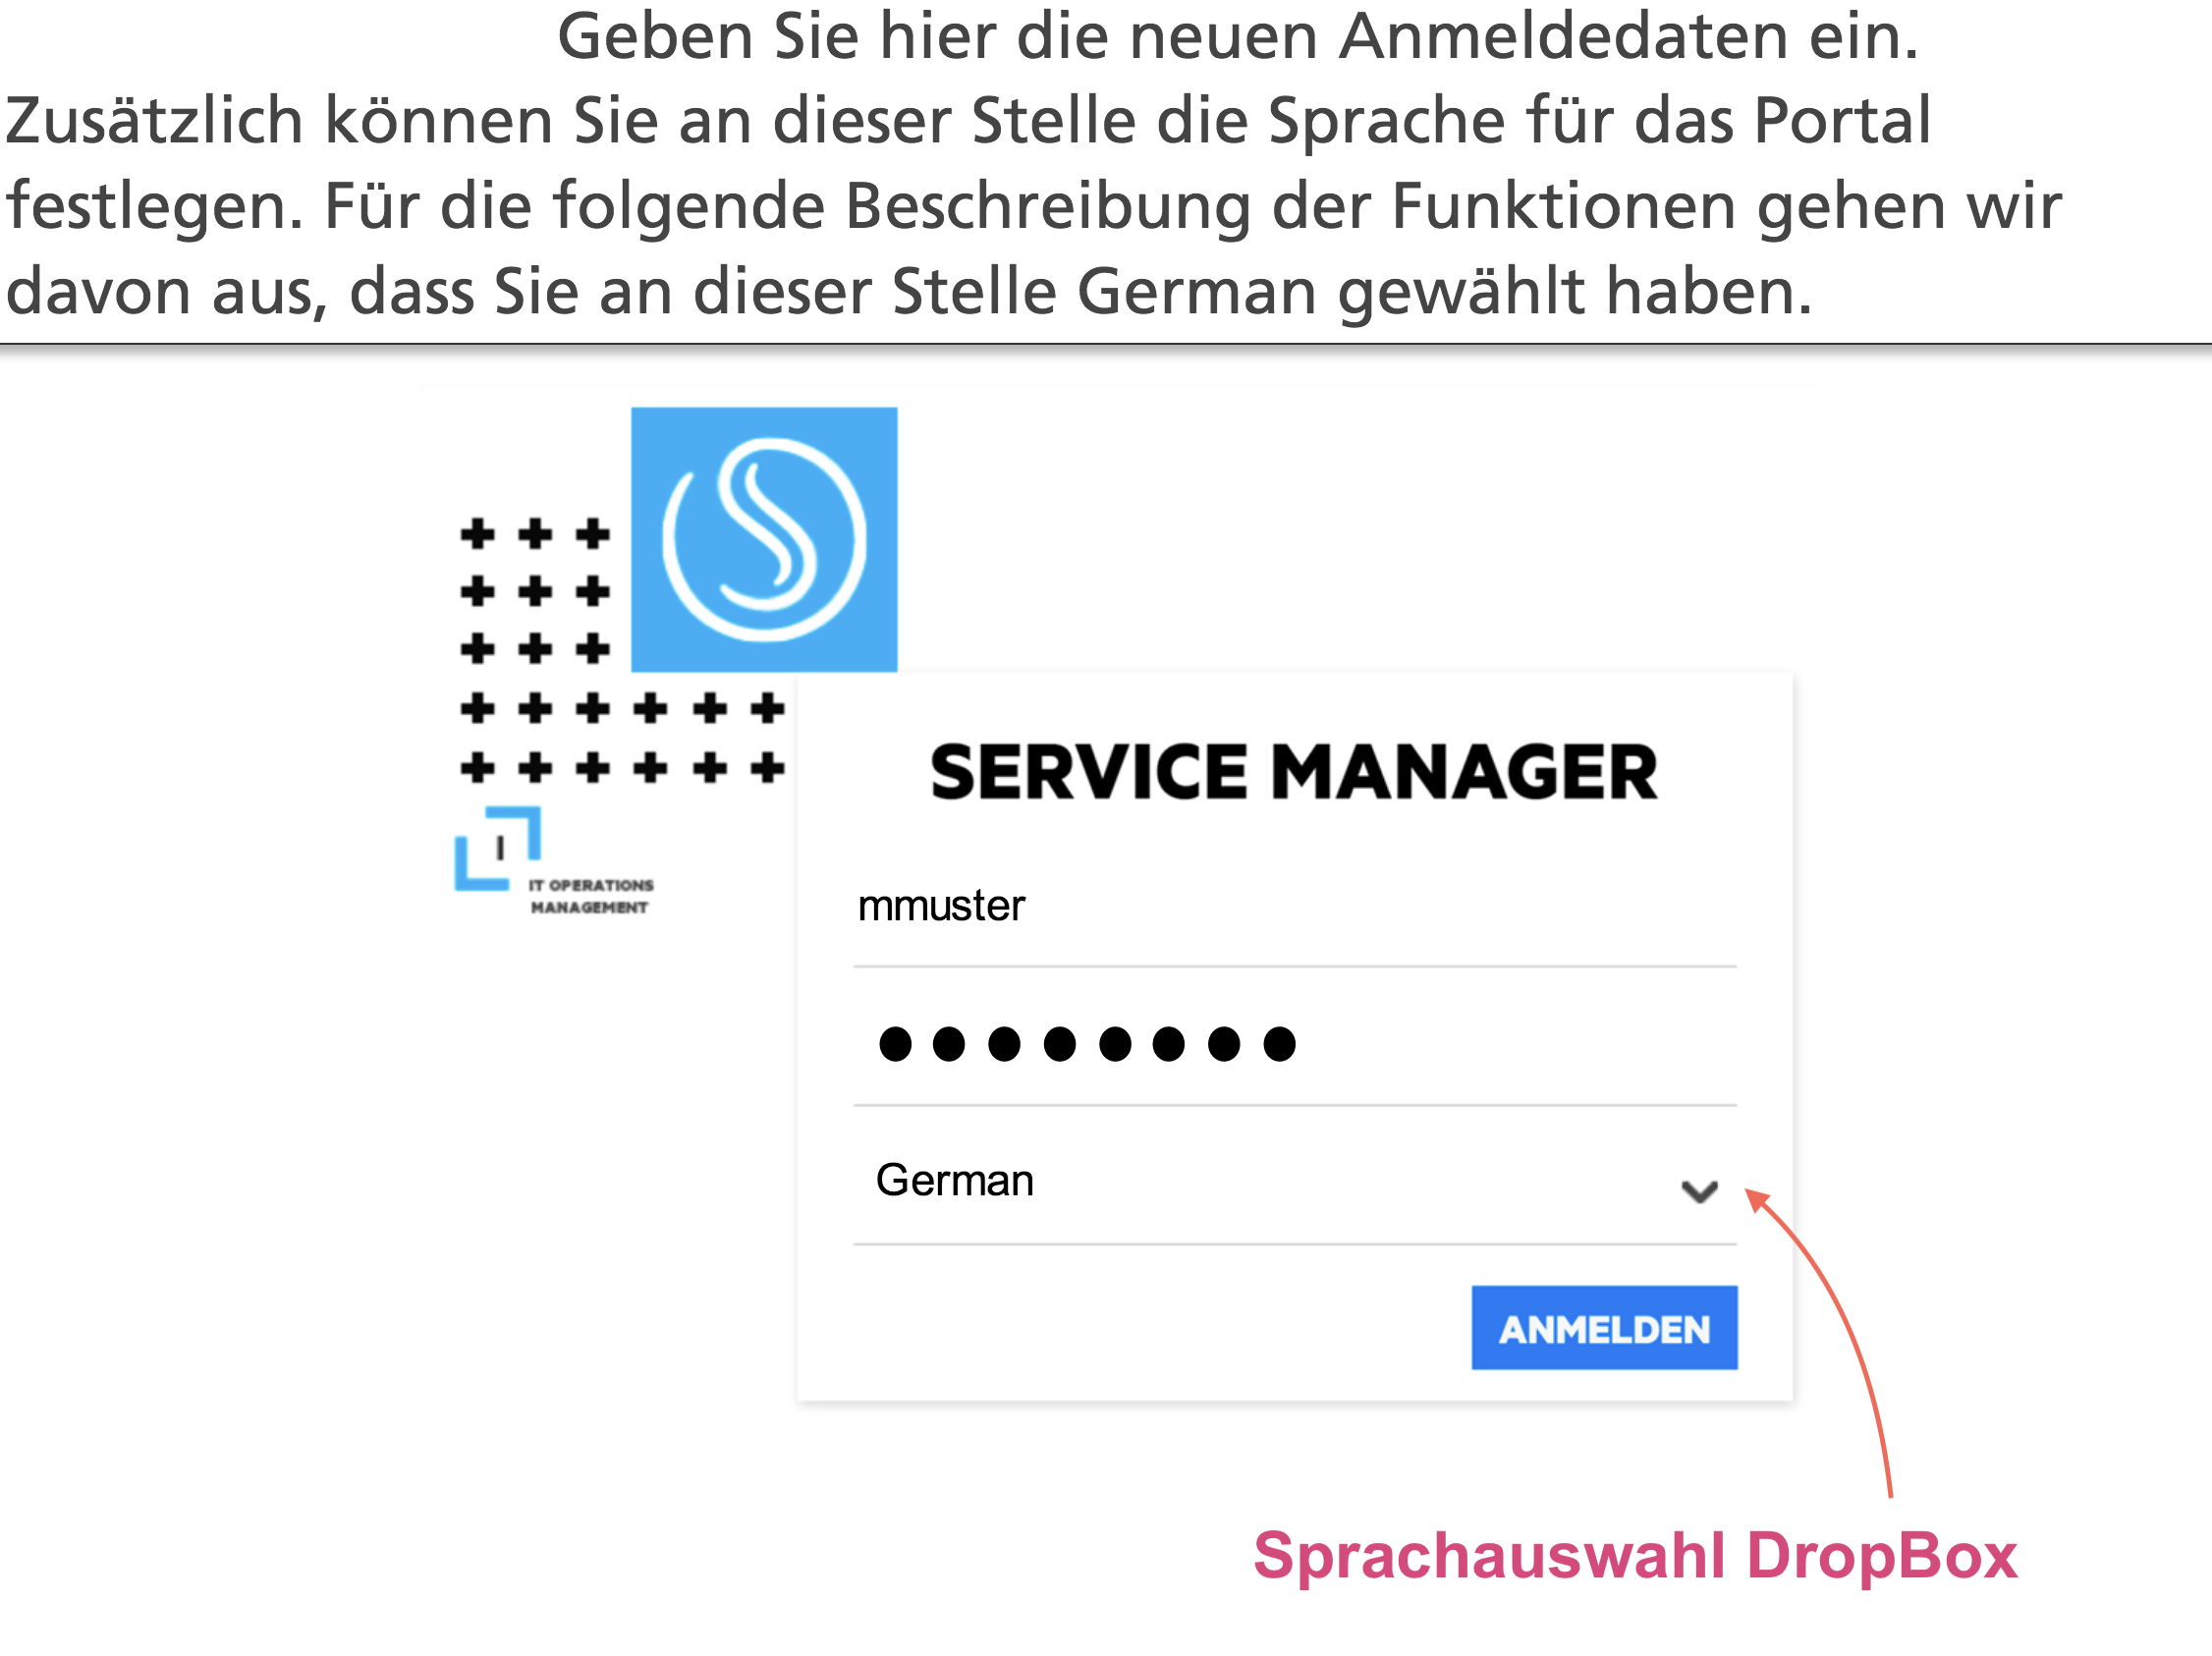 Geben Sie hier die neuen Anmeldedaten ein.
Zusätzlich können Sie an dieser Stelle die Sprache für das Portal
festlegen. Für die folgende Beschreibung der Funktionen gehen wir
davon aus, dass Sie an dieser Stelle German gewählt haben.
IT OPERATIONS
MANAGEMENT
SERVICE MANAGER
mmuster
German
ANMELDEN
Sprachauswahl DropBox